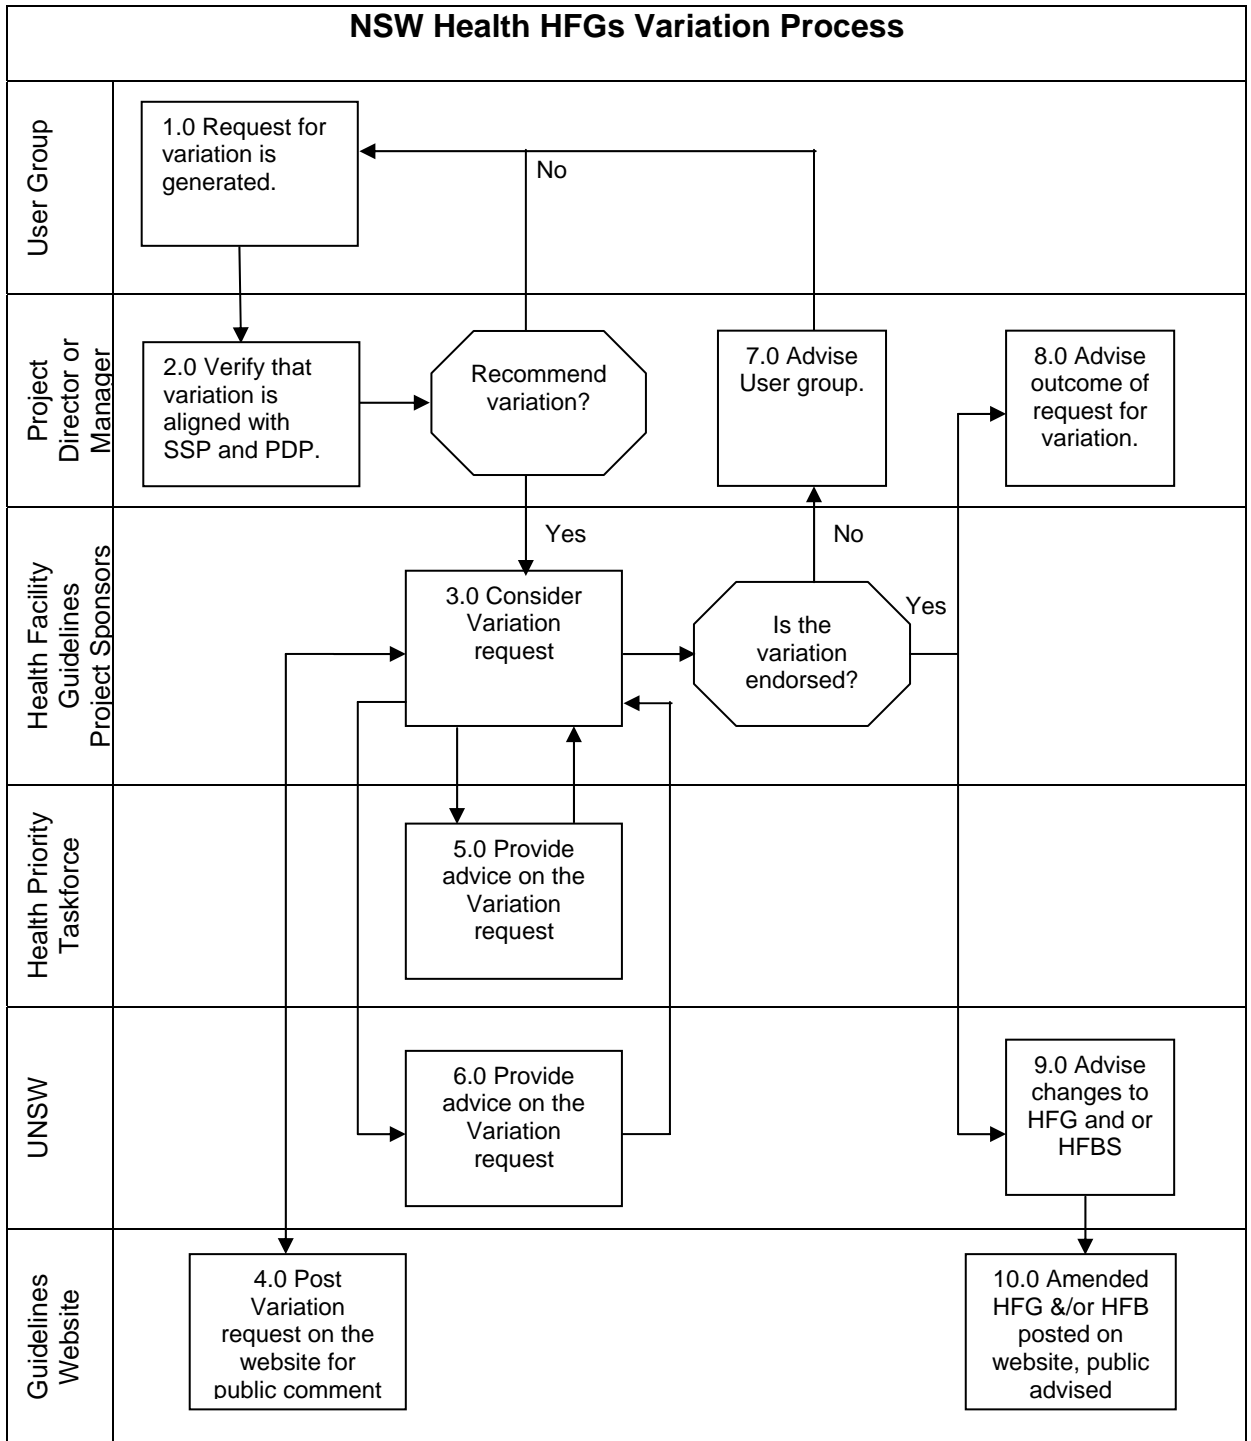 NSW Health HFGs Variation Process
User Group
1.0 Request for
variation is
generated.
No
Project
Director or
Manager
2.0 Verify that
variation is
aligned with
SSP and PDP.
Recommend
variation?
7.0 Advise
User group.
8.0 Advise
outcome of
request for
variation.
Health Facility
Guidelines
Project Sponsors
Yes
3.0 Consider
Variation
request
No
Is the
variation
endorsed?
Yes
Health Priority
Taskforce
5.0 Provide
advice on the
Variation
request
UNSW
6.0 Provide
advice on the
Variation
request
9.0 Advise
changes to
HFG and or
HFBS
Guidelines
Website
4.0 Post
Variation
request on the
website for
public comment
10.0 Amended
HFG &/or HFB
posted on
website, public
advised